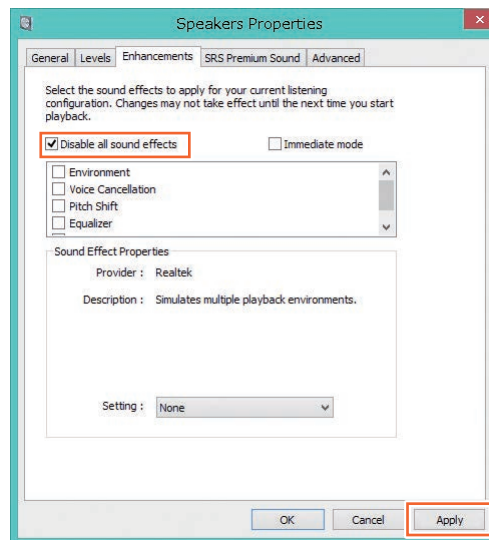 Speakers Properties
General Levels Enhancements SRS Premium Sound Advanced
Select the sound effects to apply for your current listening
configuration. Changes may not take effect until the next time you start
playback.
Disable all sound effects Immediate mode
Environment
Voice Cancellation
Pitch Shift
Equalizer
Sound Effect Properties
Provider : Realtek
Description : Simulates multiple playback environments.
Setting : None
OK Cancel Apply